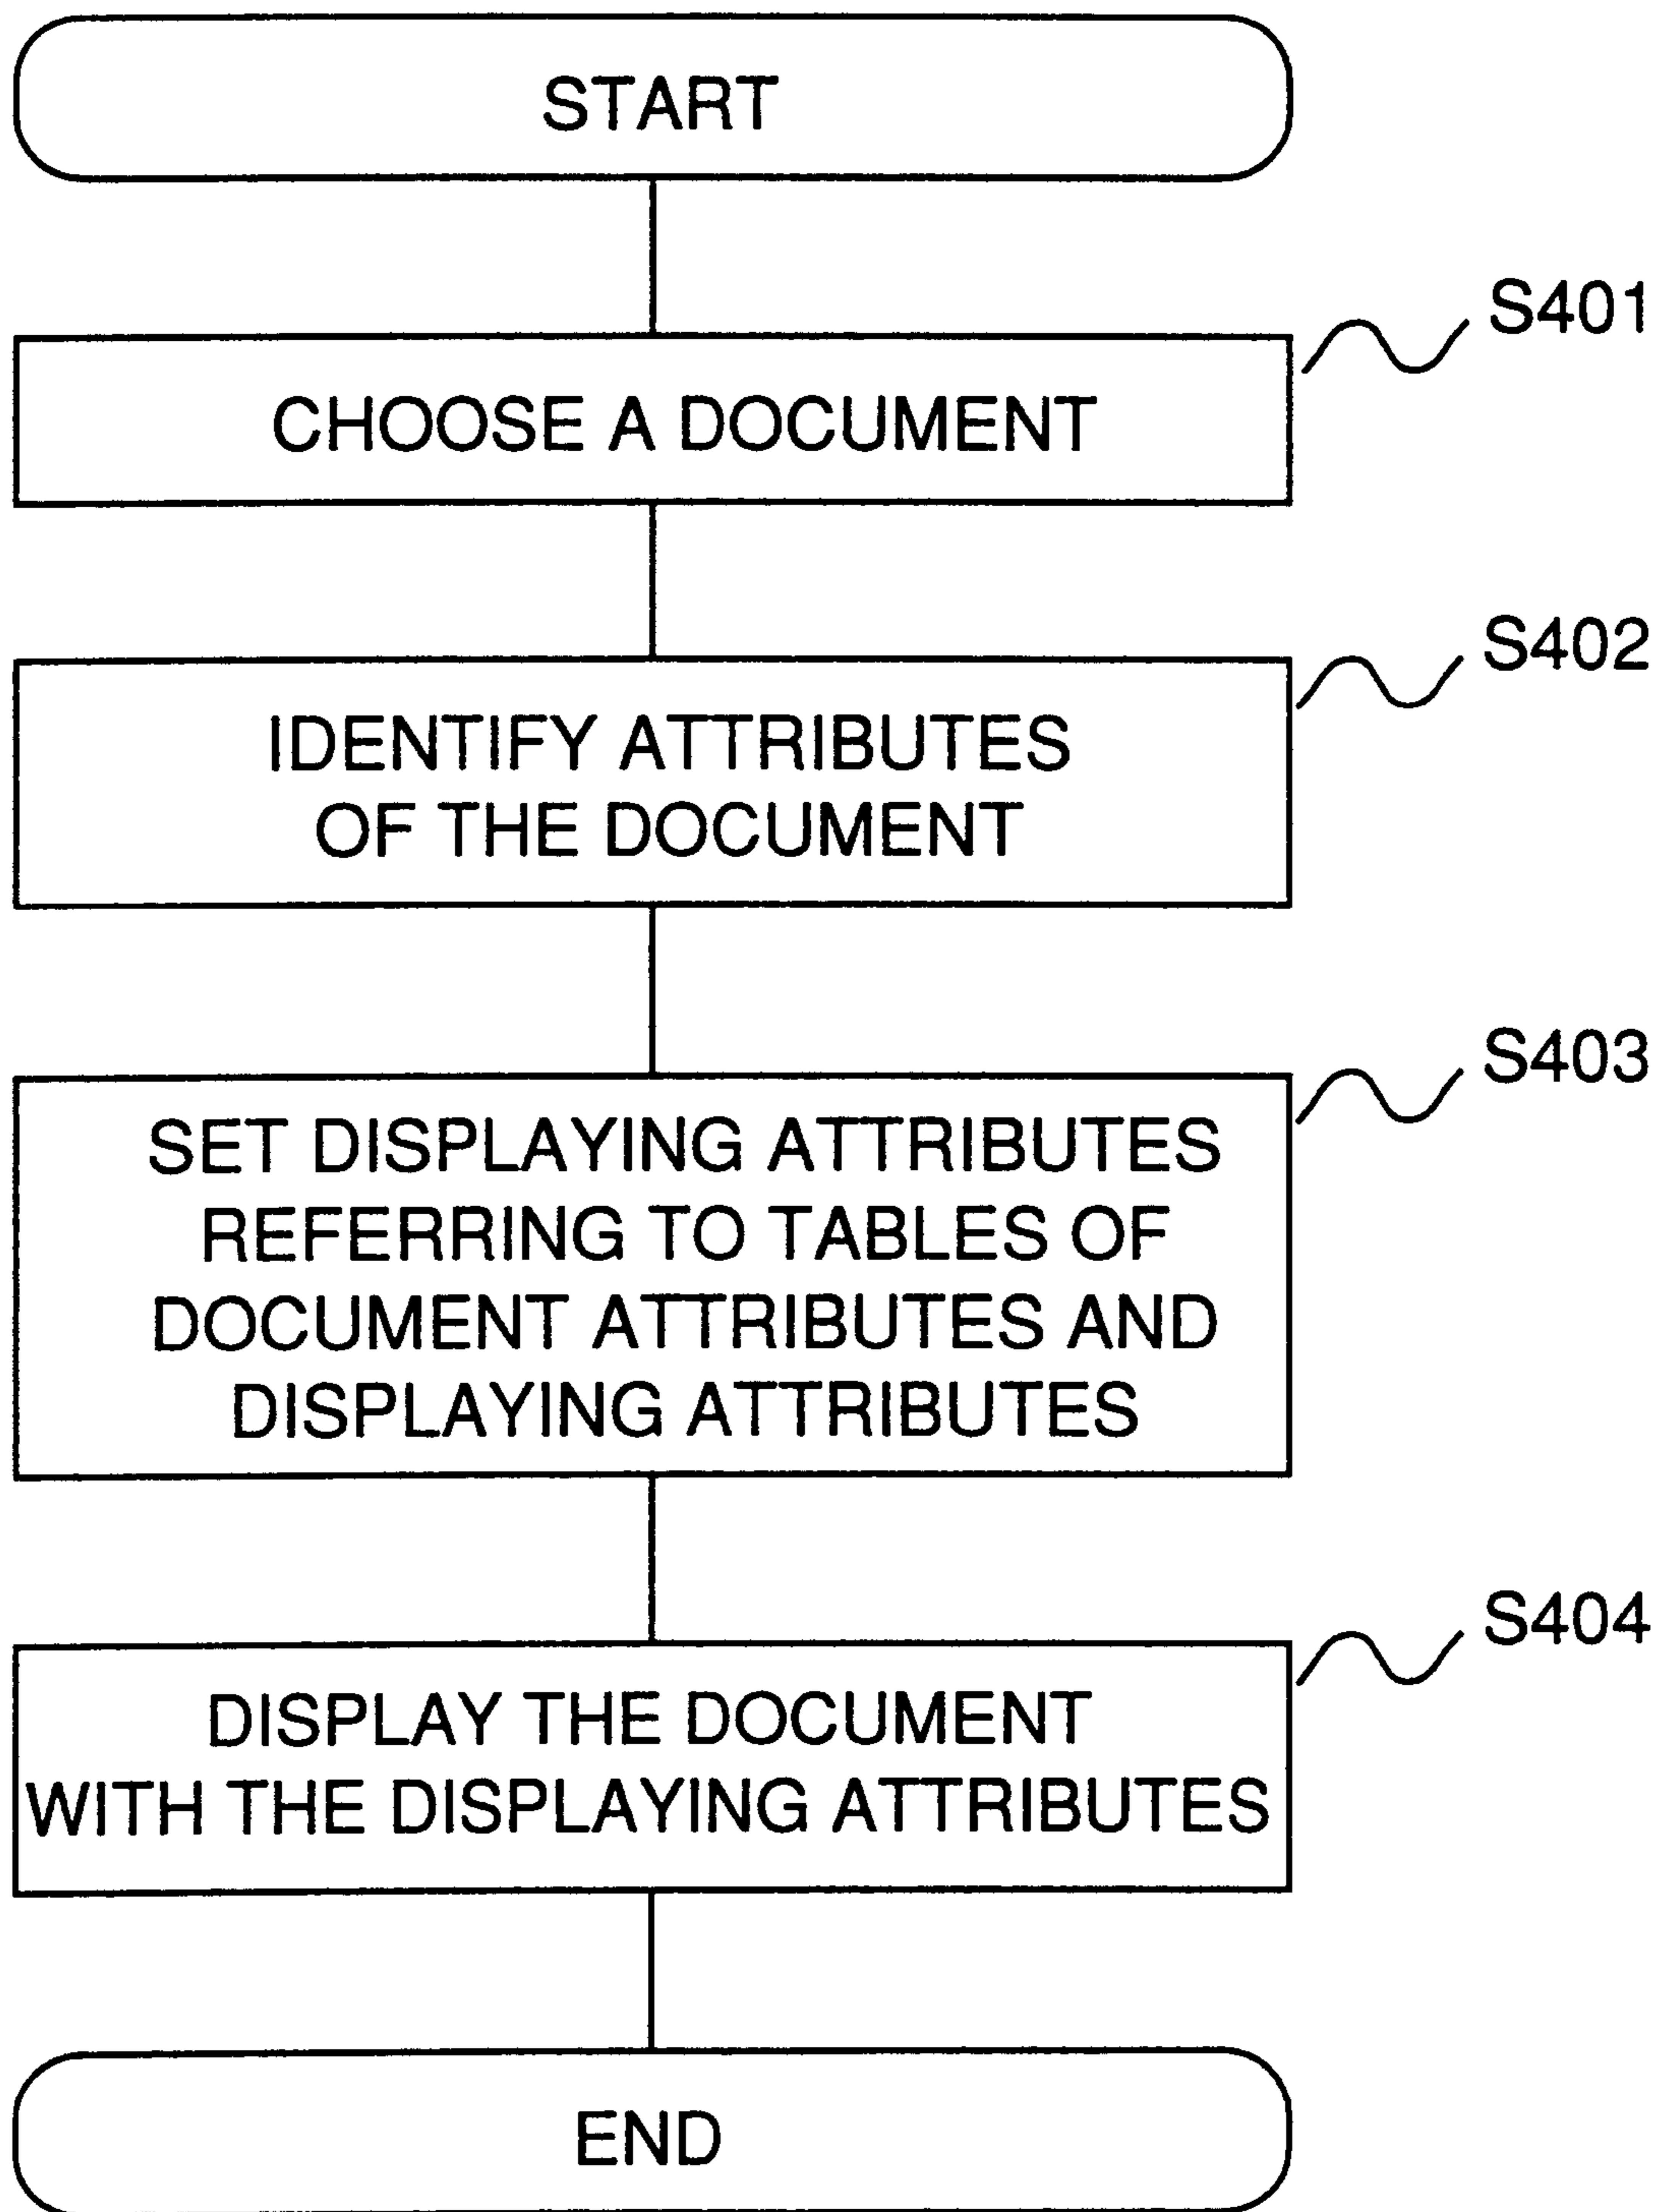 START
S401
CHOOSE A DOCUMENT
S402
IDENTIFY ATTRIBUTES
OF THE DOCUMENT
S403
SET DISPLAYING ATTRIBUTES
REFERRING TO TABLES OF
DOCUMENT ATTRIBUTES AND
DISPLAYING ATTRIBUTES
S404
DISPLAY THE DOCUMENT
WITH THE DISPLAYING ATTRIBUTES
END